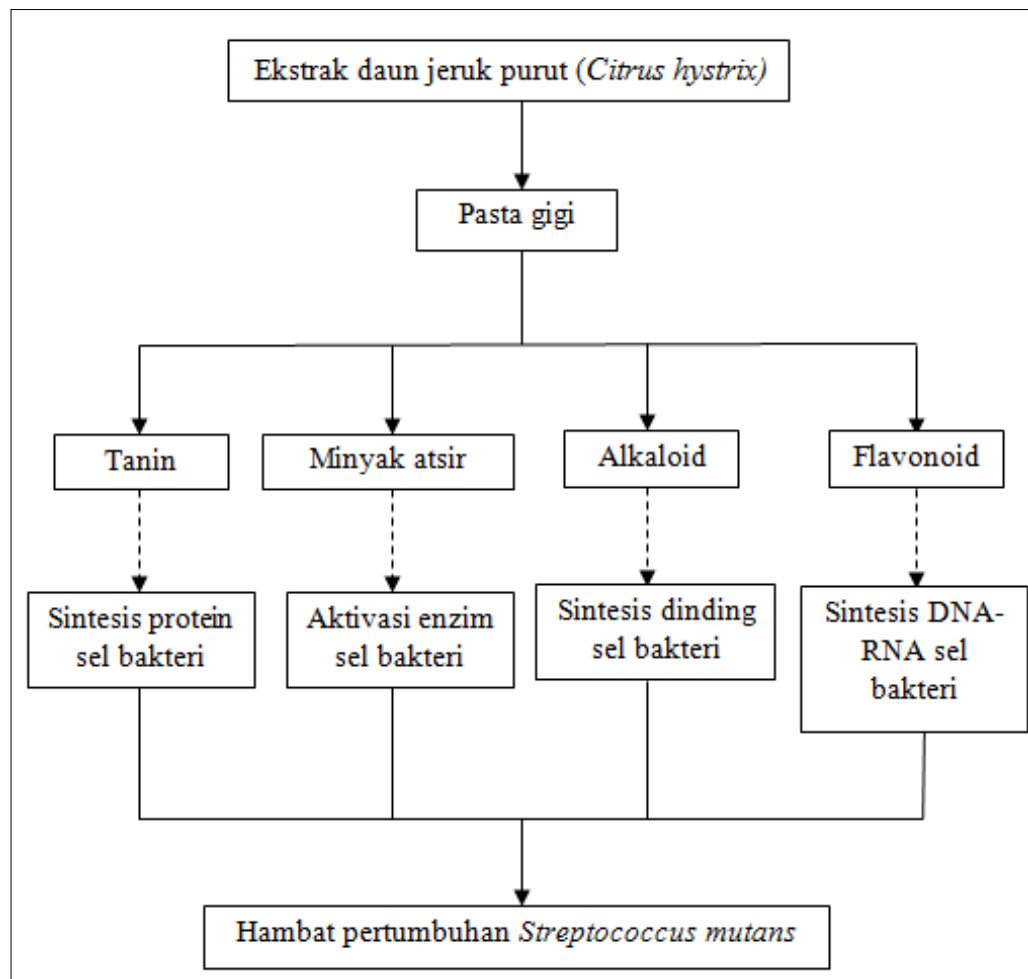 Ekstrak daun jeruk purut (Citrus hystrix)
Pasta gigi
Tanin
Minyak atsir
Alkaloid
Flavonoid
Sintesis protein
sel bakteri
Aktivasi enzim
sel bakteri
Sintesis dinding
sel bakteri
Sintesis DNA-
RNA sel
bakteri
Hambat pertumbuhan Streptococcus mutans